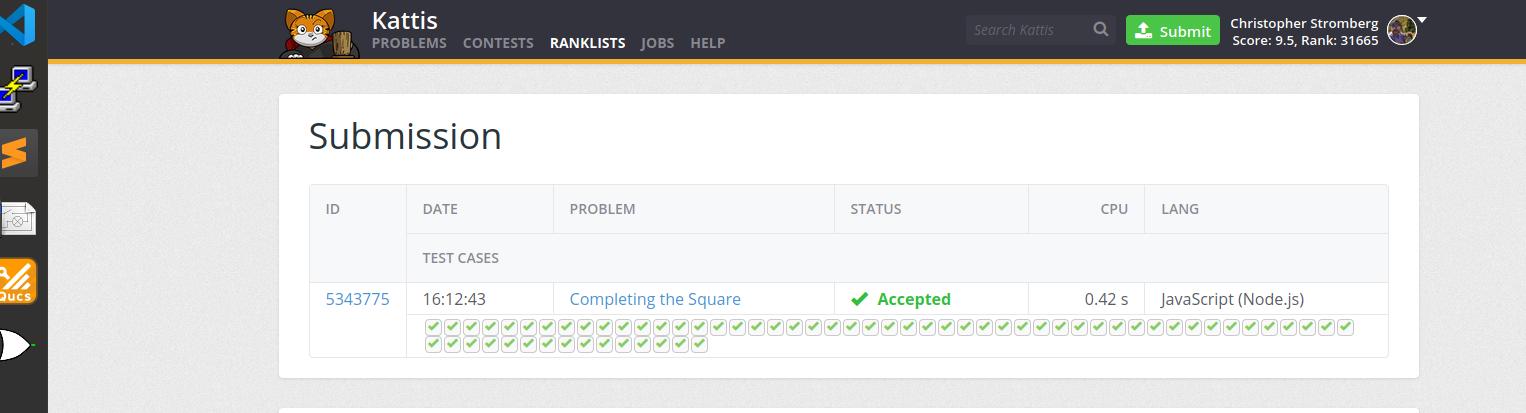 Kattis
PROBLEMS CONTESTS RANKLISTS JOBS HELP
Search Kattis
Submit
Christopher Stromberg
Score: 9.5, Rank: 31665
Submission
ID DATE PROBLEM STATUS CPU LANG
TEST CASES
5343775 16:12:43 Completing the Square Accepted 0.42 s JavaScript (Node.js)
Qucs